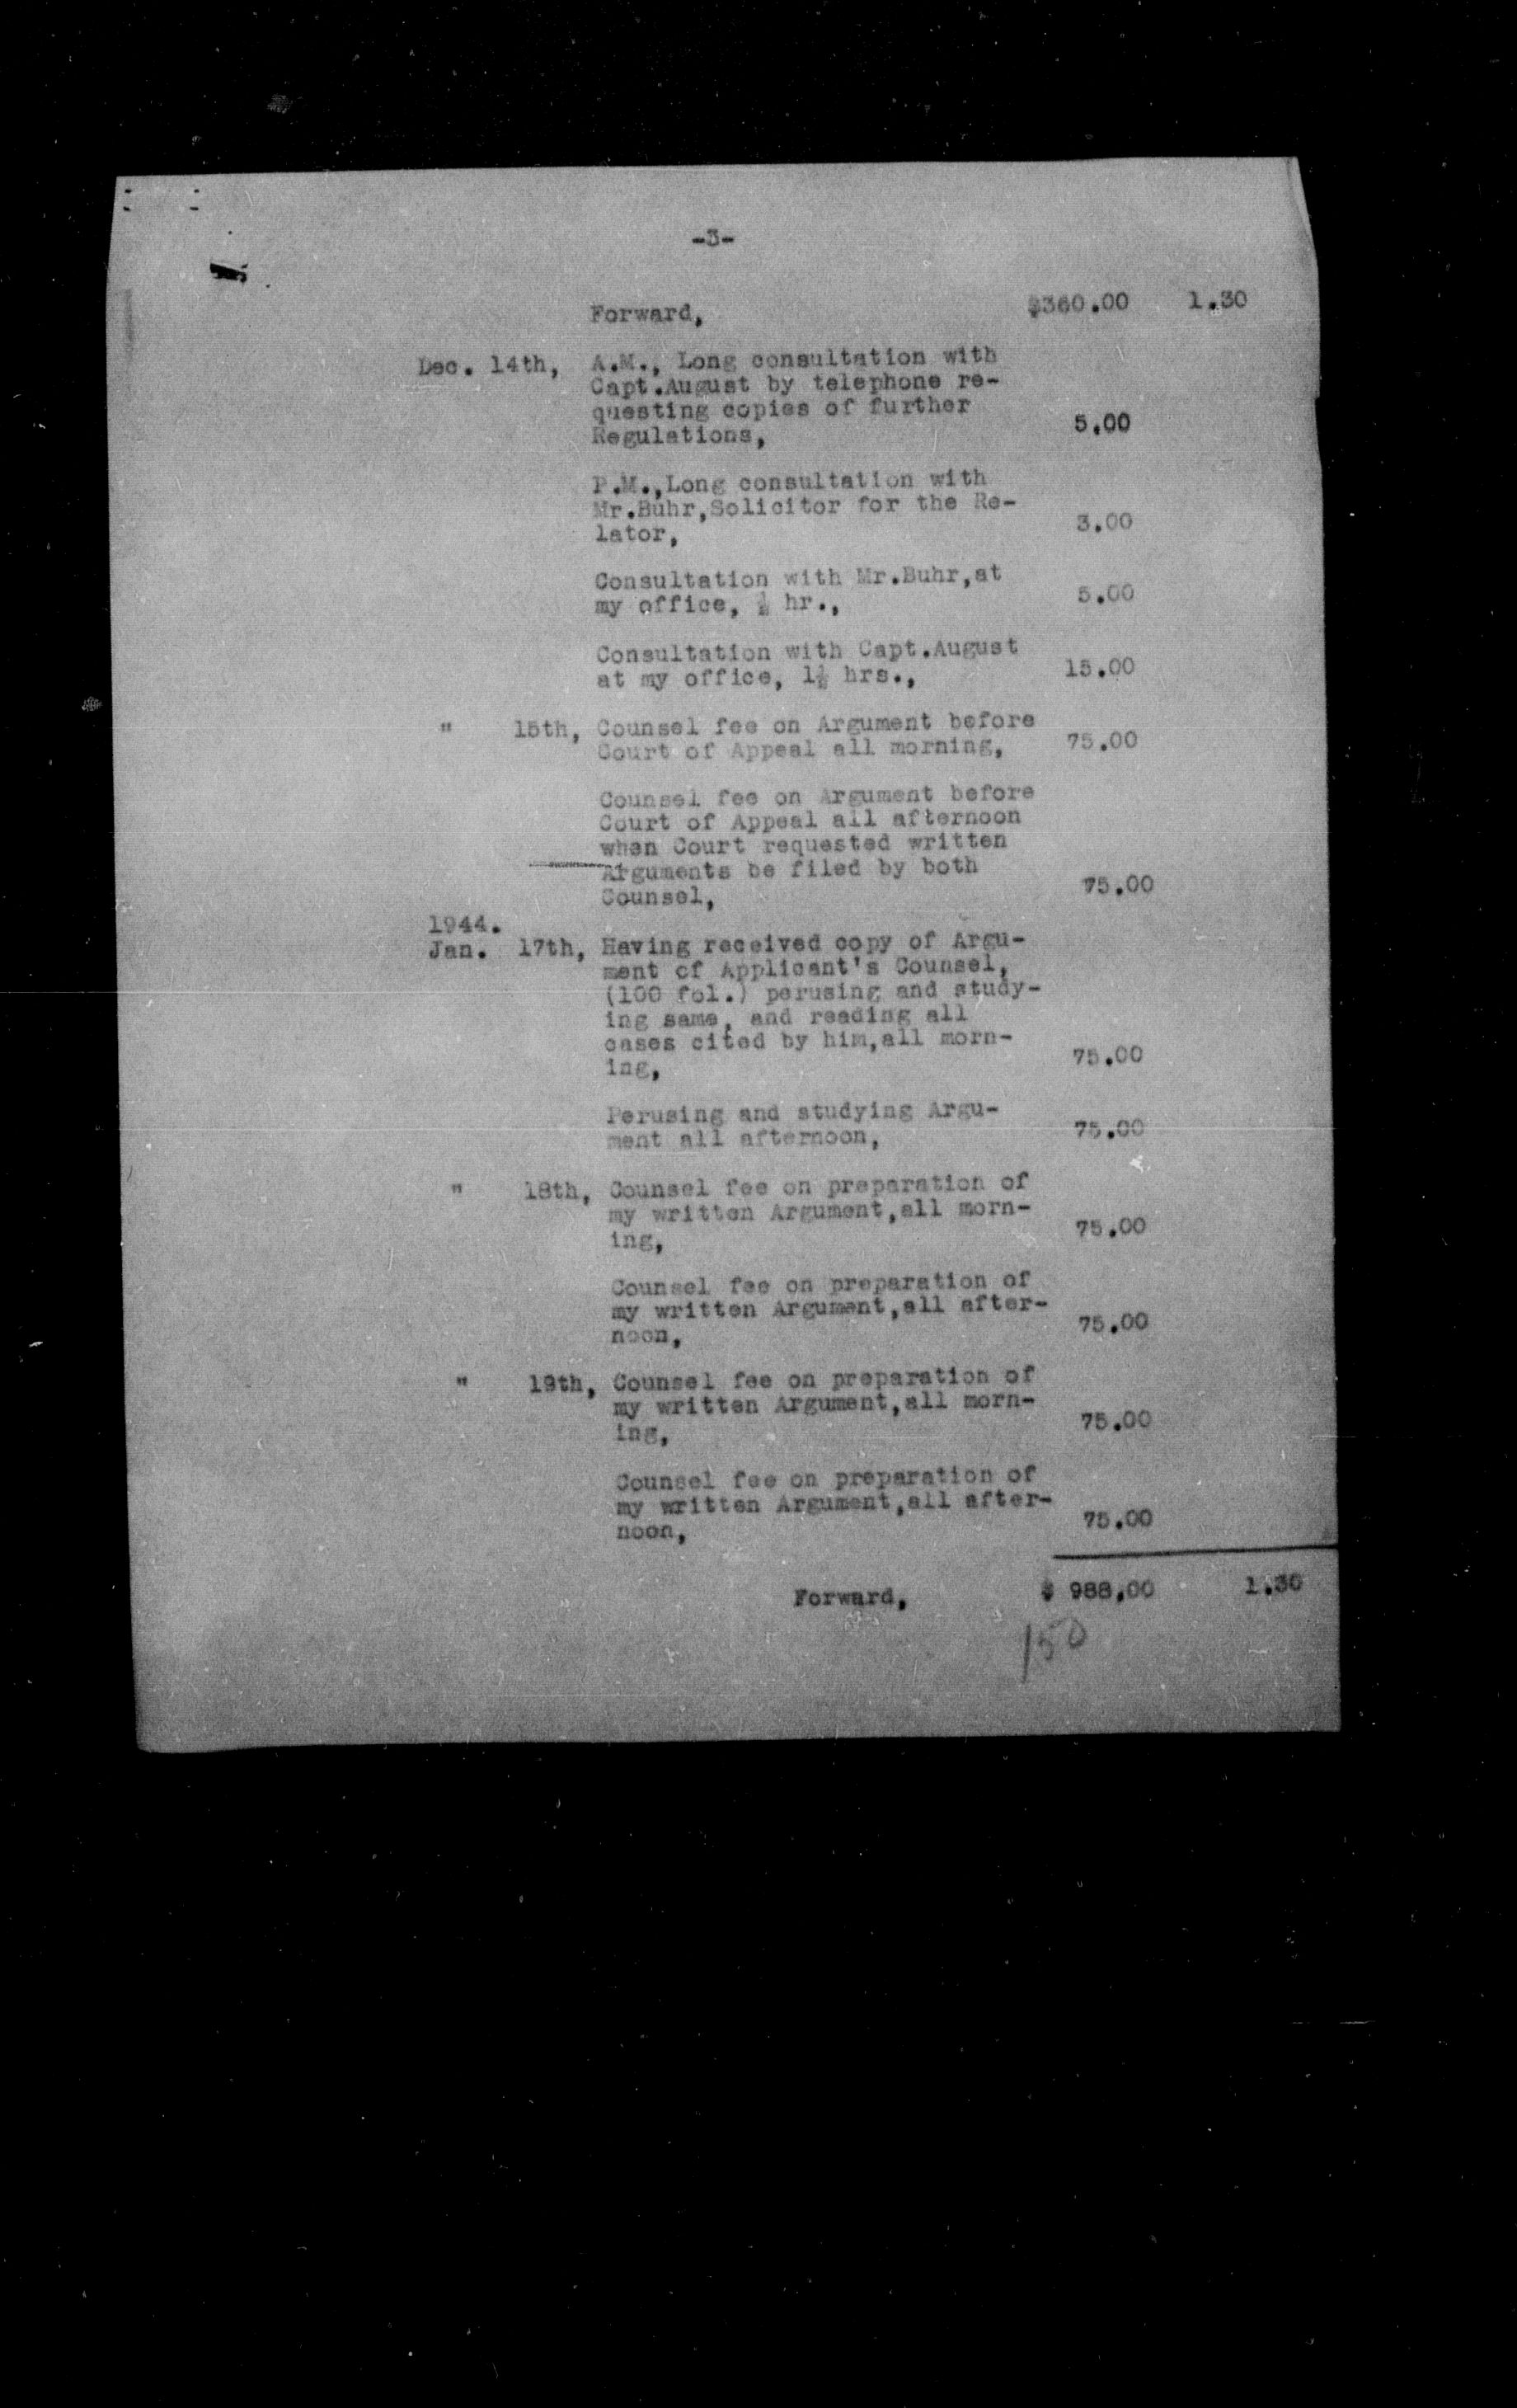 -3-
Forward, $360.00 1.30
Dec. 14th, A.M., Long consultation with
Capt.August by telephone re-
questing copies of further
Regulations, 5.00
P.M.,Long consultation with
Mr.Buhr,Solicitor for the Re-
lator, 3.00
Consultation with Mr.Buhr,at
my office, ½ hr., 5.00
Consultation with Capt.August
at my office, 1½ hrs., 15.00
" 15th, Counsel fee on Argument before
Court of Appeal all morning, 75.00
Counsel fee on Argument before
Court of Appeal all afternoon
when Court requested written
Arguments be filed by both
Counsel, 75.00
1944.
Jan. 17th, Having received copy of Argu-
ment of Applicant's Counsel,
(100 fol.) perusing and study-
ing same, and reading all
cases cited by him,all morn-
ing, 75.00
Perusing and studying Argu-
ment all afternoon, 75.00
" 18th, Counsel fee on preparation of
my written Argument,all morn-
ing, 75.00
Counsel fee on preparation of
my written Argument,all after-
noon, 75.00
" 19th, Counsel fee on preparation of
my written Argument,all morn-
ing, 75.00
Counsel fee on preparation of
my written Argument,all after-
noon, 75.00
Forward, $ 988.00 1.30
150